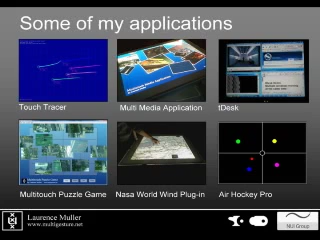 Some of my applications
Touch Tracer
Multi Media Application
tDesk
Multitouch Puzzle Game
Nasa World Wind Plug-in
Air Hockey Pro
Laurence Muller
www.multigesture.net
NUI Group